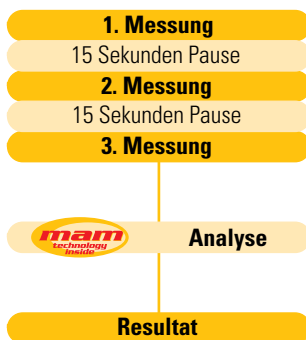 1. Messung
15 Sekunden Pause
2. Messung
15 Sekunden Pause
3. Messung
mam
technology
inside
Analyse
Resultat